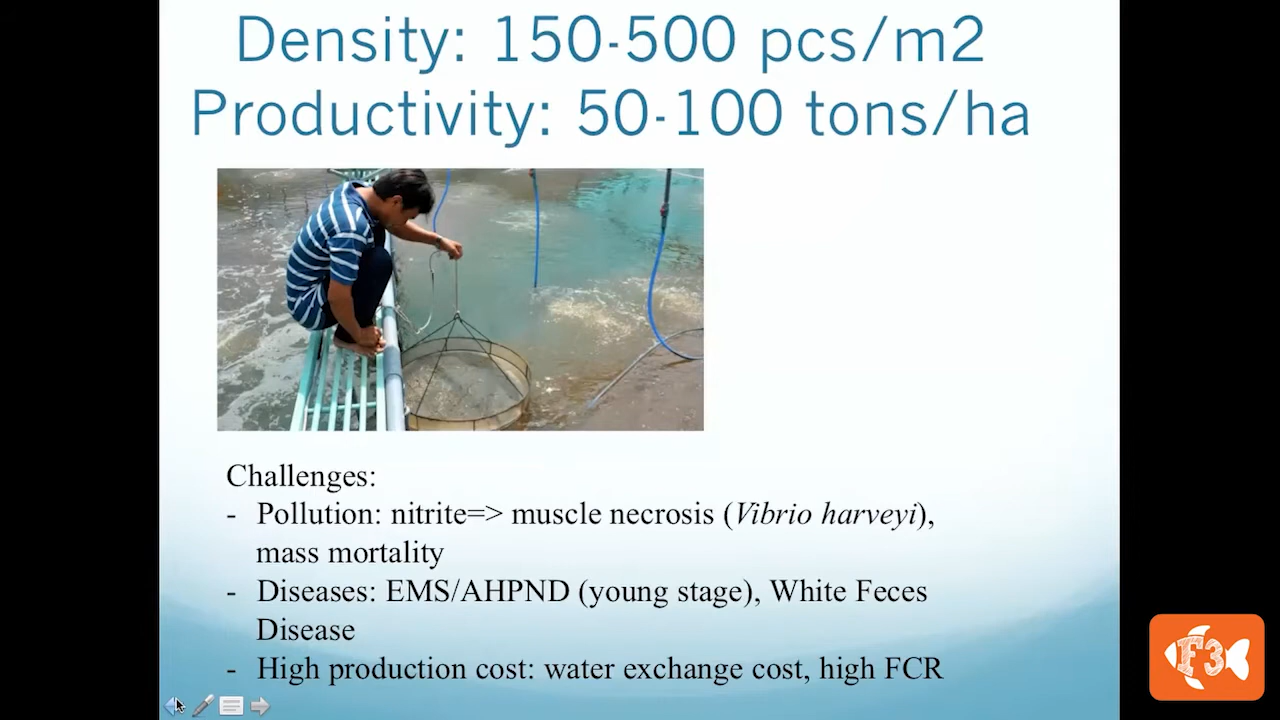 Density: 150-500 pcs/m2
Productivity: 50-100 tons/ha
Challenges:
- Pollution: nitrite=> muscle necrosis (Vibrio harveyi),
mass mortality
- Diseases: EMS/AHPND (young stage), White Feces
Disease
- High production cost: water exchange cost, high FCR
F3